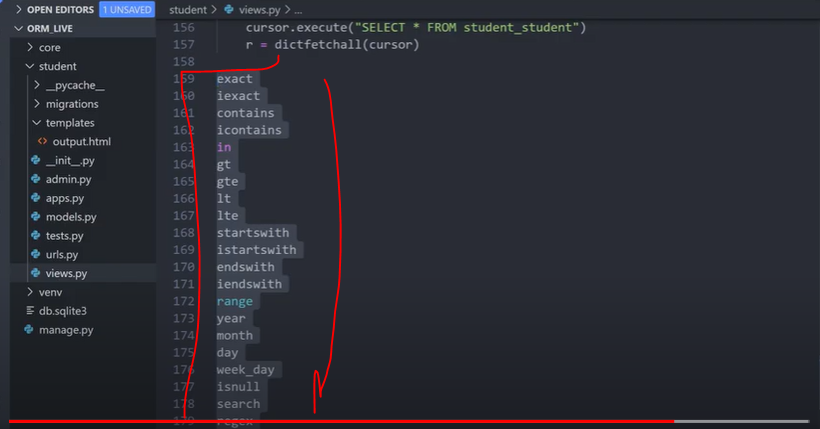 OPEN EDITORS 1 UNSAVED
ORM_LIVE
core
student
__pycache__
migrations
templates
output.html
__init__.py
admin.py
apps.py
models.py
tests.py
urls.py
views.py
venv
db.sqlite3
manage.py
student > views.py > ...
156 cursor.execute("SELECT * FROM student_student")
157 r = dictfetchall(cursor)
158
159 exact
160 iexact
161 contains
162 icontains
163 in
164 gt
165 gte
166 lt
167 lte
168 startswith
169 istartswith
170 endswith
171 iendswith
172 range
173 year
174 month
175 day
176 week_day
177 isnull
178 search
179 regex